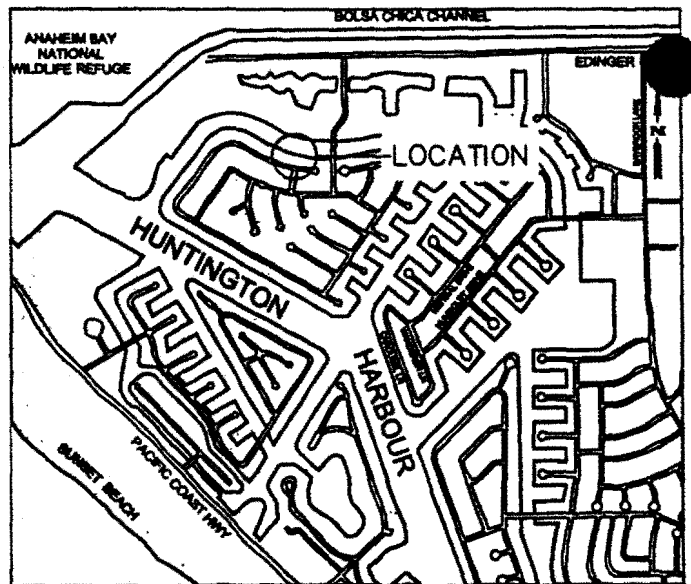 BOLSA CHICA CHANNEL
ANAHEIM BAY
NATIONAL
WILDLIFE REFUGE
EDINGER
N
LOCATION
HUNTINGTON
HARBOUR
PACIFIC COAST HWY
SUNSET BEACH